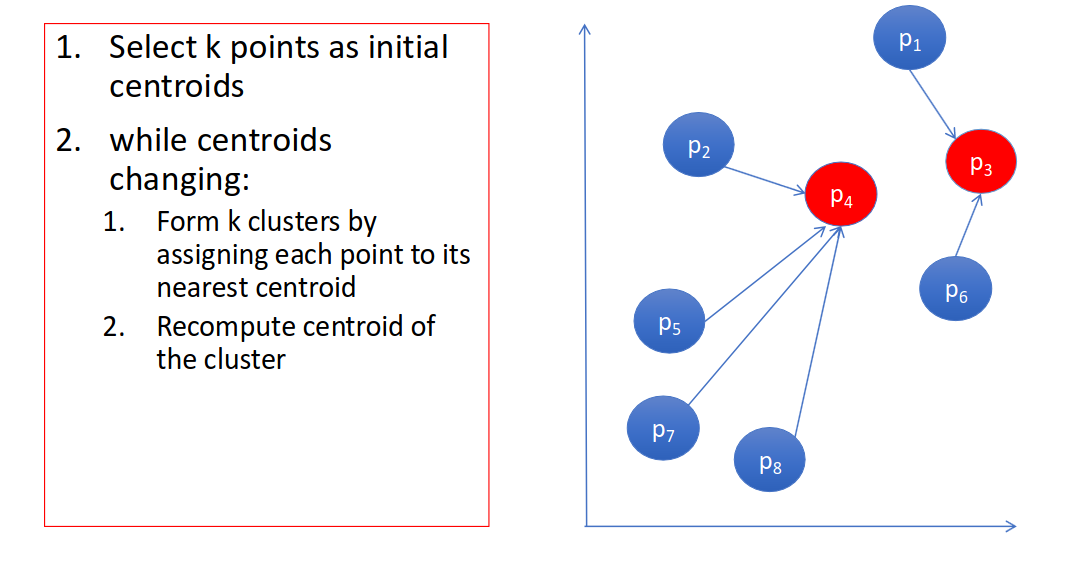 1. Select k points as initial
centroids
2. while centroids
changing:
1. Form k clusters by
assigning each point to its
nearest centroid
2. Recompute centroid of
the cluster
p₁
p₂
p₃
p₄
p₆
p₅
p₇
p₈